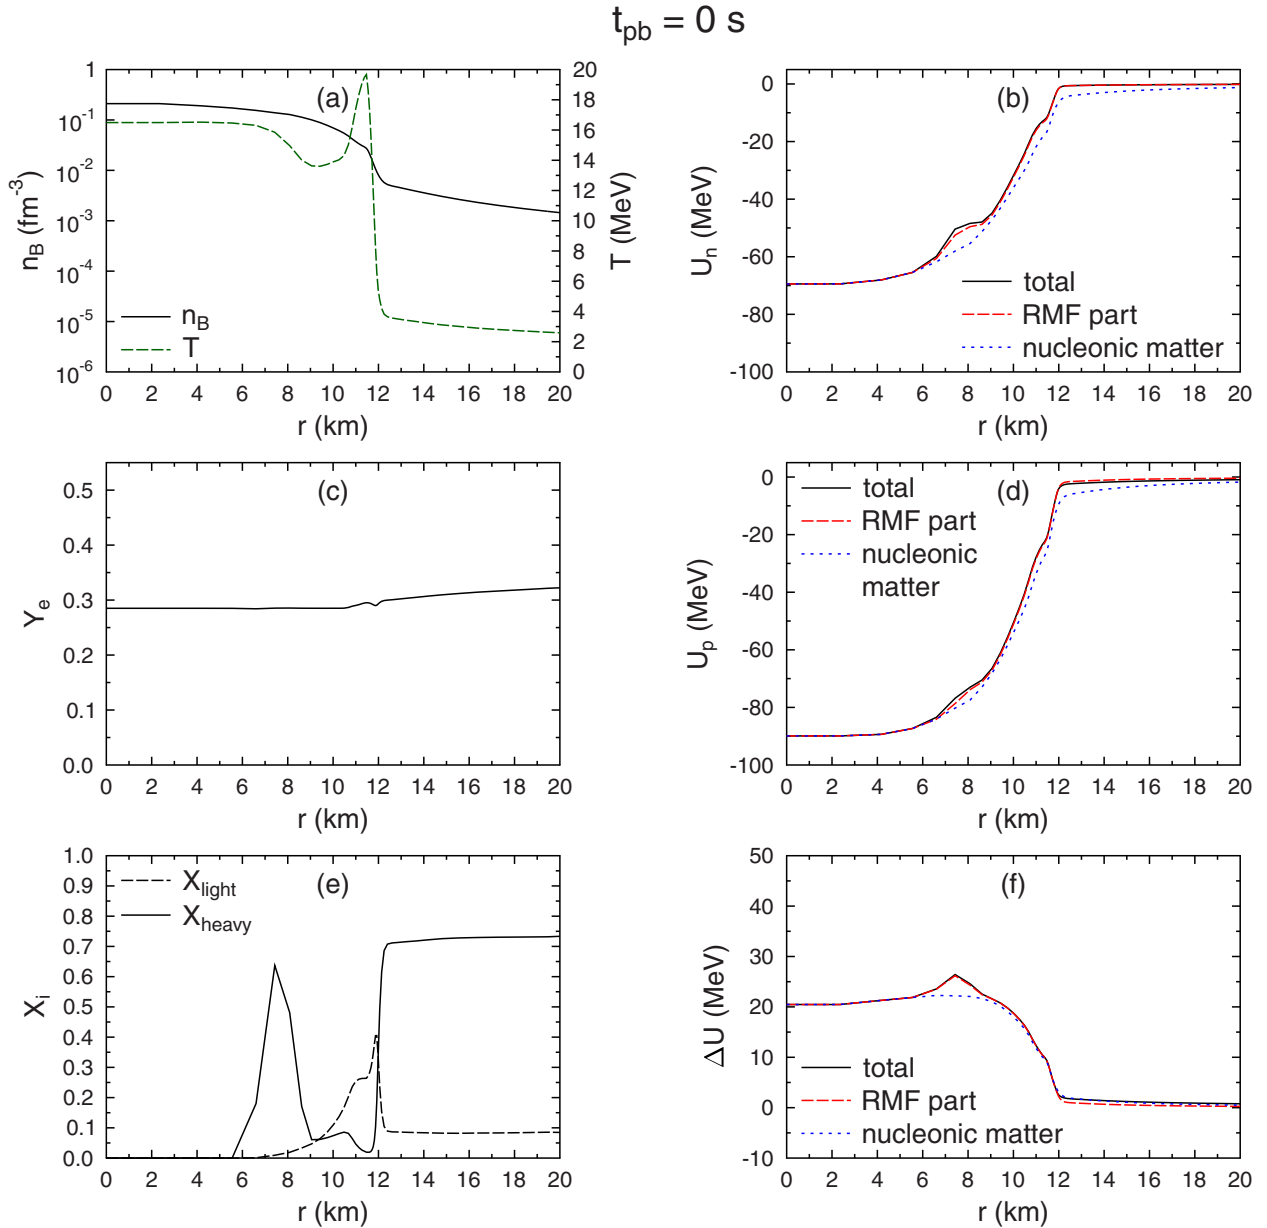 t_pb = 0 s
(a)
1
10^-1
10^-2
10^-3
10^-4
10^-5
10^-6
n_B (fm^-3)
20
18
16
14
12
10
8
6
4
2
0
T (MeV)
n_B
T
0 2 4 6 8 10 12 14 16 18 20
r (km)
(b)
0
-20
-40
-60
-80
-100
U_n (MeV)
total
RMF part
nucleonic matter
0 2 4 6 8 10 12 14 16 18 20
r (km)
(c)
0.5
0.4
0.3
0.2
0.1
0.0
Y_e
0 2 4 6 8 10 12 14 16 18 20
r (km)
(d)
0
-20
-40
-60
-80
-100
U_p (MeV)
total
RMF part
nucleonic
matter
0 2 4 6 8 10 12 14 16 18 20
r (km)
(e)
1.0
0.9
0.8
0.7
0.6
0.5
0.4
0.3
0.2
0.1
0.0
X_i
X_light
X_heavy
0 2 4 6 8 10 12 14 16 18 20
r (km)
(f)
50
40
30
20
10
0
-10
ΔU (MeV)
total
RMF part
nucleonic matter
0 2 4 6 8 10 12 14 16 18 20
r (km)